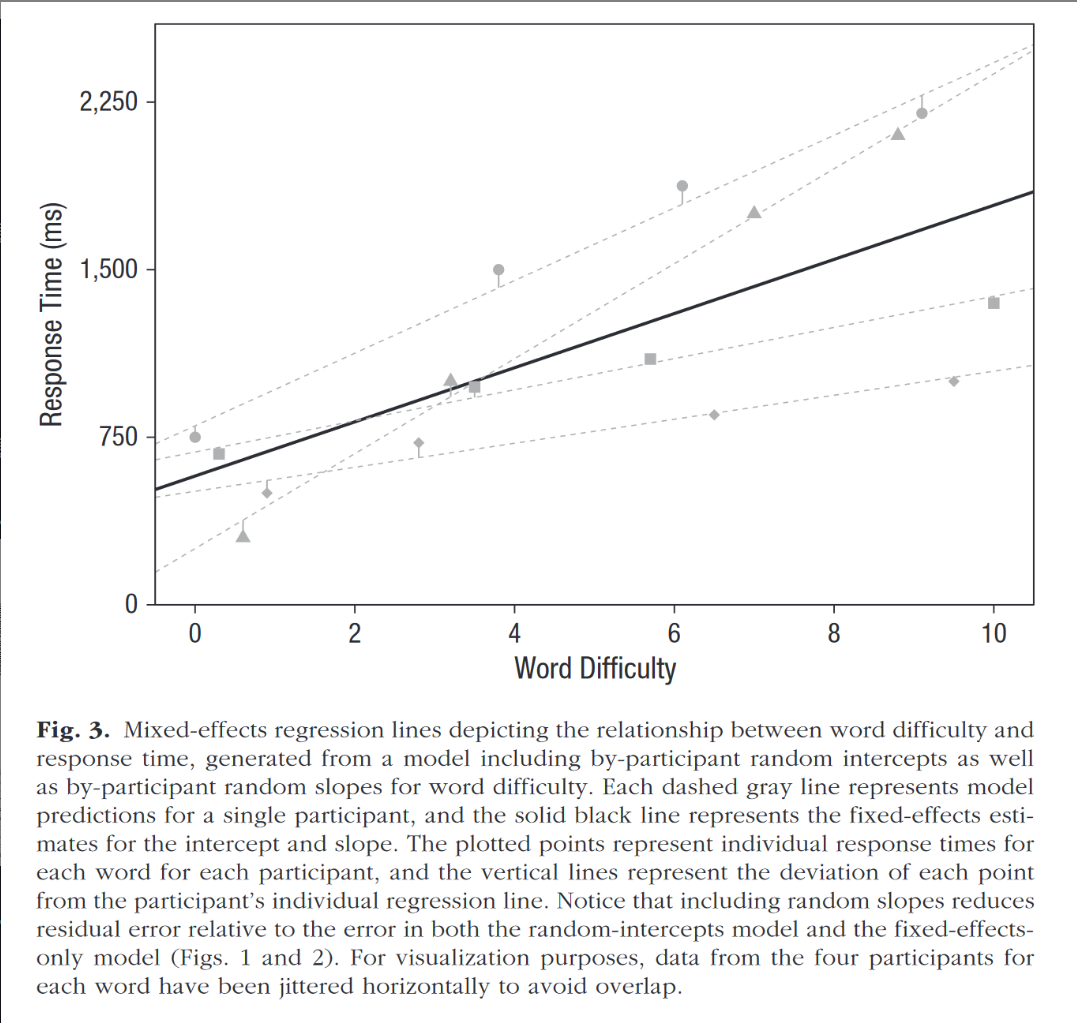 2,250
1,500
750
0
Response Time (ms)
0 2 4 6 8 10
Word Difficulty
Fig. 3. Mixed-effects regression lines depicting the relationship between word difficulty and
response time, generated from a model including by-participant random intercepts as well
as by-participant random slopes for word difficulty. Each dashed gray line represents model
predictions for a single participant, and the solid black line represents the fixed-effects esti-
mates for the intercept and slope. The plotted points represent individual response times for
each word for each participant, and the vertical lines represent the deviation of each point
from the participant's individual regression line. Notice that including random slopes reduces
residual error relative to the error in both the random-intercepts model and the fixed-effects-
only model (Figs. 1 and 2). For visualization purposes, data from the four participants for
each word have been jittered horizontally to avoid overlap.